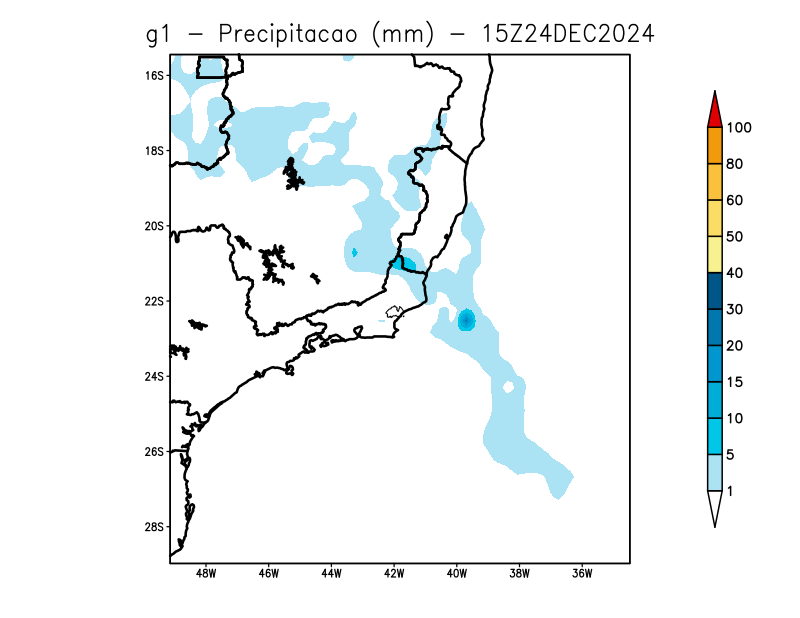 g1 – Precipitacao (mm) – 15Z24DEC2024
16S
18S
20S
22S
24S
26S
28S
48W 46W 44W 42W 40W 38W 36W
100
80
60
50
40
30
20
15
10
5
1